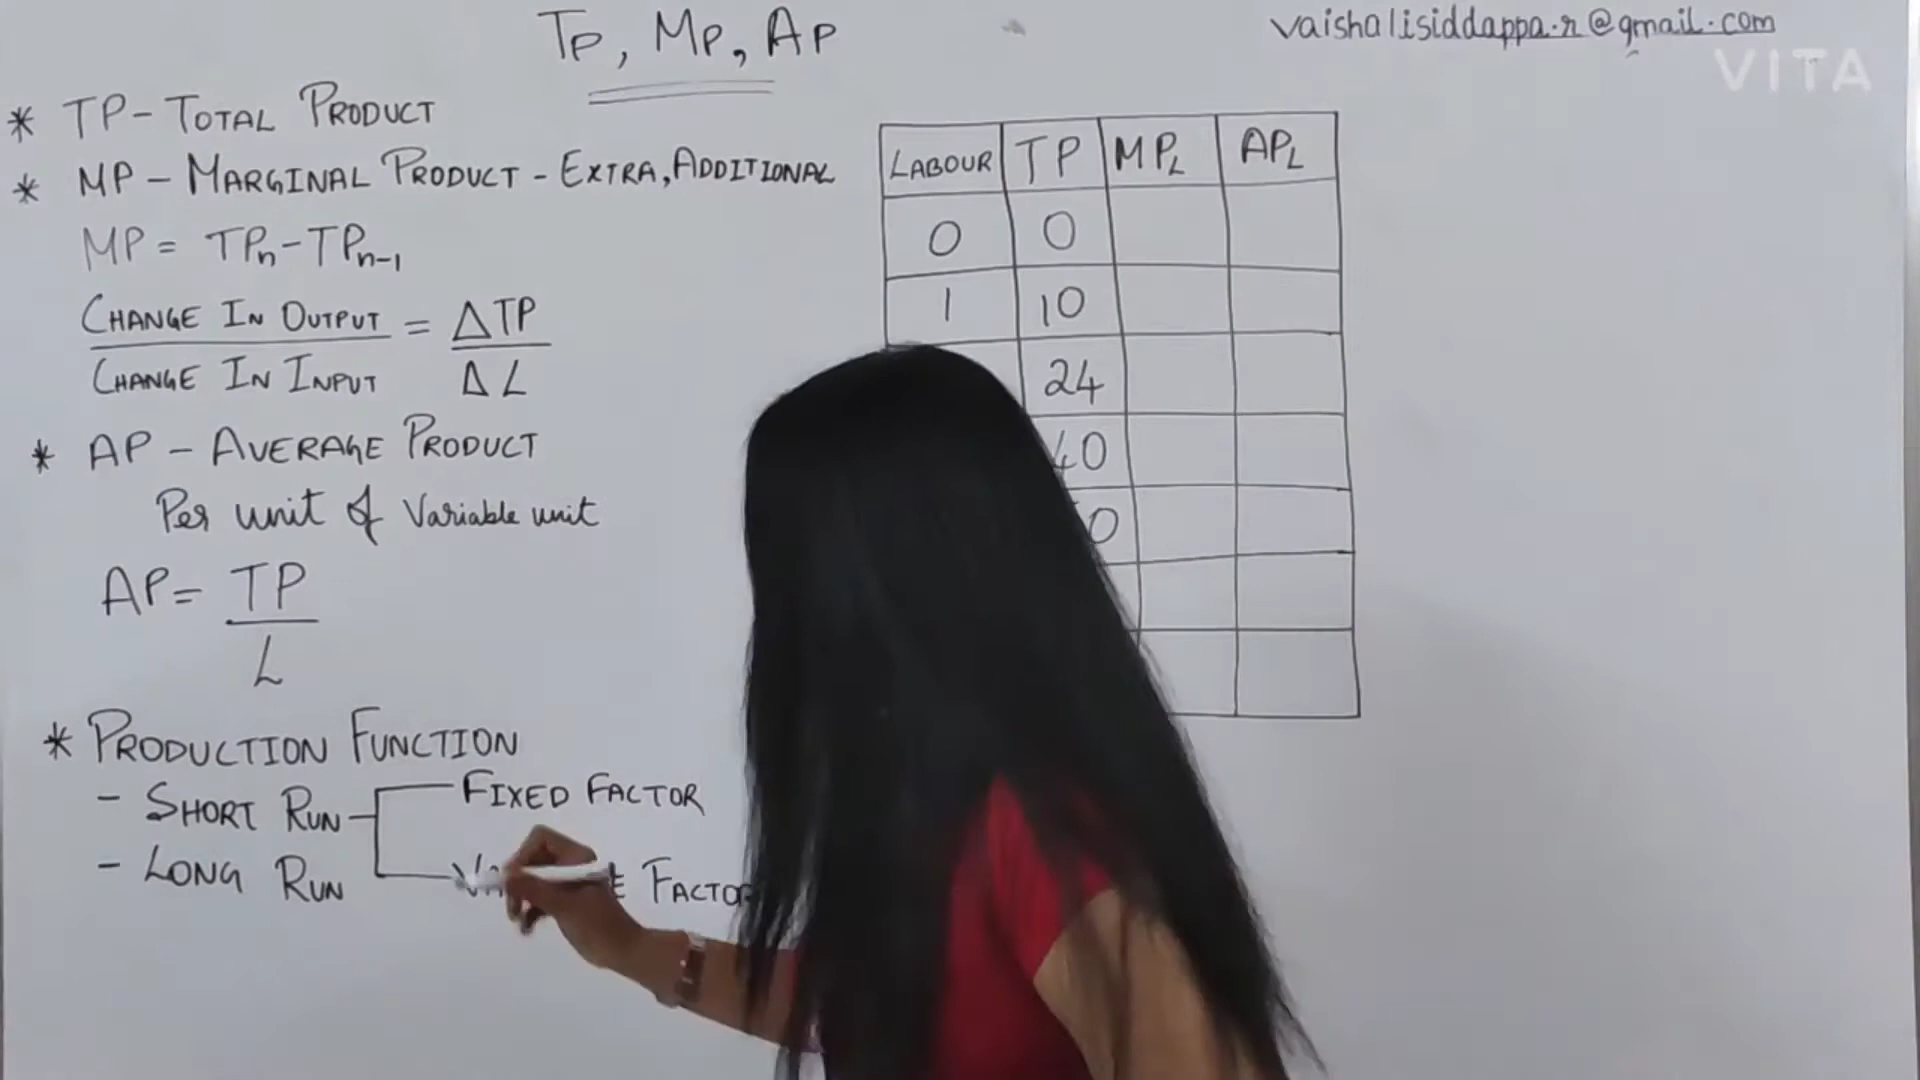 TP, MP, AP
vaishalisiddappa.r@gmail.com
VITA
* TP - TOTAL PRODUCT
* MP - MARGINAL PRODUCT - EXTRA, ADDITIONAL
MP = TPn - TPn-1
CHANGE IN OUTPUT = ΔTP
CHANGE IN INPUT ΔL
* AP - AVERAGE PRODUCT
Per unit of Variable unit
AP = TP
L
* PRODUCTION FUNCTION
- SHORT RUN - FIXED FACTOR
- LONG RUN FACTOR
LABOUR TP MPL APL
0 0
1 10
24
40